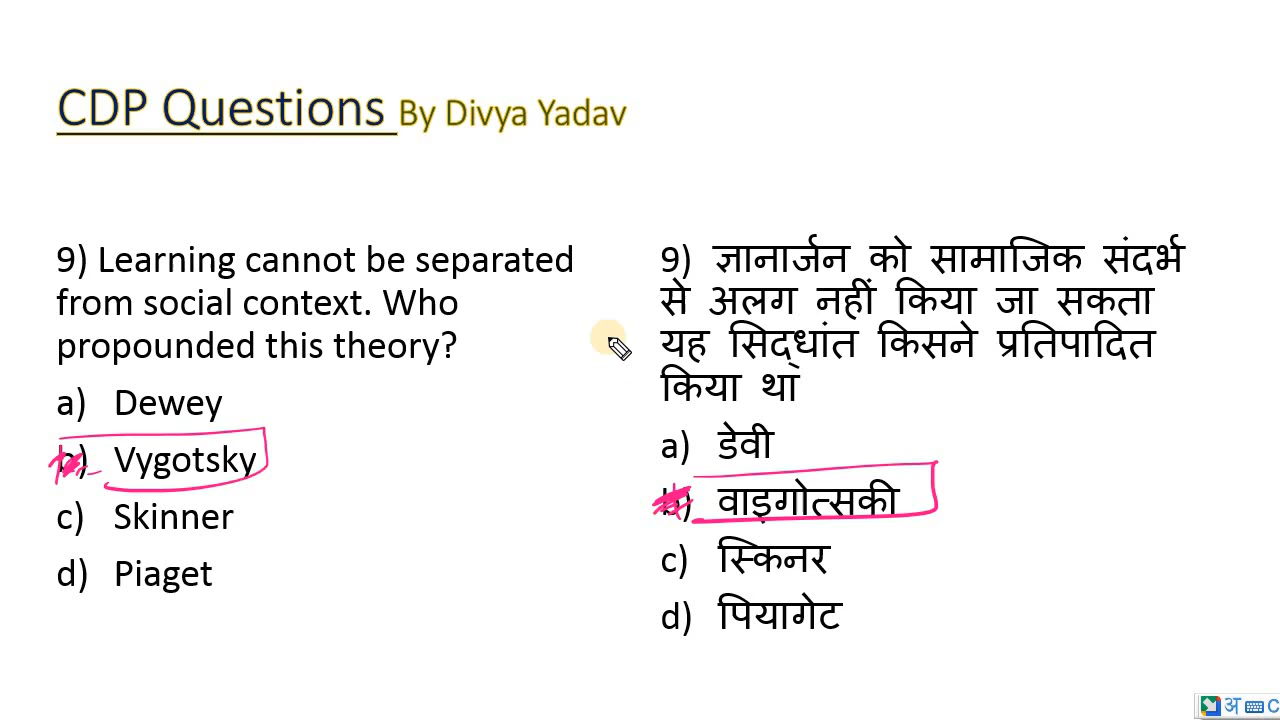 CDP Questions By Divya Yadav
9) Learning cannot be separated
from social context. Who
propounded this theory?
a) Dewey
b) Vygotsky
c) Skinner
d) Piaget
9) ज्ञानार्जन को सामाजिक संदर्भ
से अलग नहीं किया जा सकता
यह सिद्धांत किसने प्रतिपादित
किया था
a) डेवी
b) वाइगोत्सकी
c) स्किनर
d) पियागेट
अ C